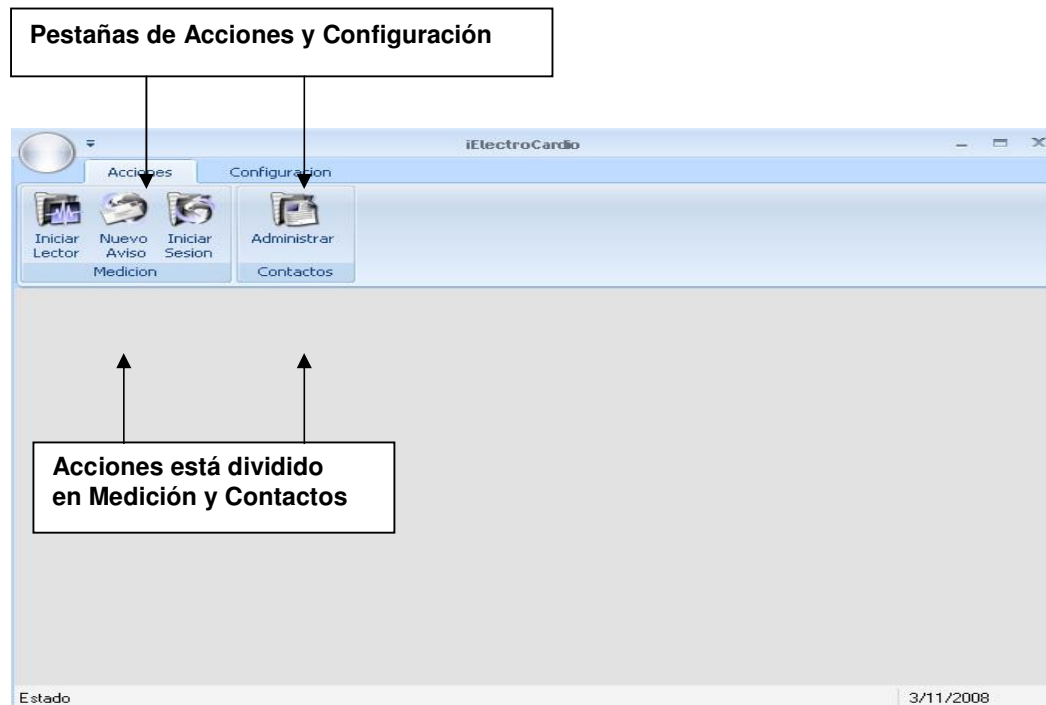 Pestañas de Acciones y Configuración
iElectroCardio
Acciones Configuracion
Iniciar Lector Nuevo Aviso Iniciar Sesion Administrar
Medicion Contactos
Acciones está dividido
en Medición y Contactos
Estado 3/11/2008